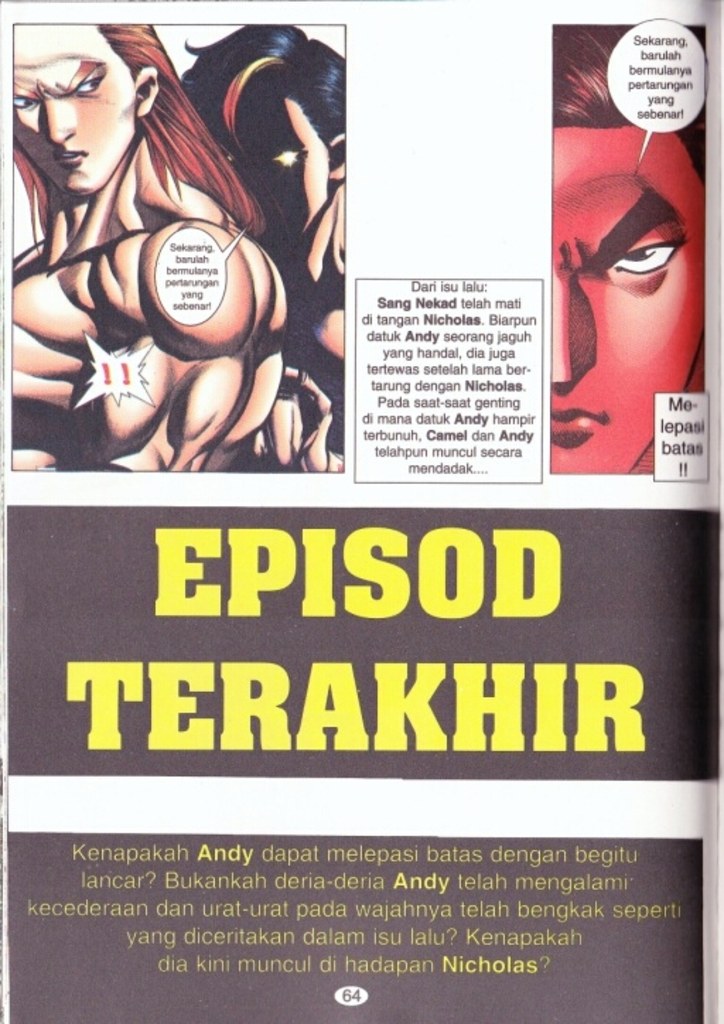 Sekarang,
barulah
bermulanya
pertarungan
yang
sebenar!
!!
Dari isu lalu:
Sang Nekad telah mati
di tangan Nicholas. Biarpun
datuk Andy seorang jaguh
yang handal, dia juga
tertewas setelah lama ber-
tarung dengan Nicholas.
Pada saat-saat genting
di mana datuk Andy hampir
terbunuh, Camel dan Andy
telahpun muncul secara
mendadak....
Sekarang,
barulah
bermulanya
pertarungan
yang
sebenar!
Me-
lepasi
batas
!!
EPISOD
TERAKHIR
Kenapakah Andy dapat melepasi batas dengan begitu
lancar? Bukankah deria-deria Andy telah mengalami
kecederaan dan urat-urat pada wajahnya telah bengkak seperti
yang diceritakan dalam isu lalu? Kenapakah
dia kini muncul di hadapan Nicholas?
64